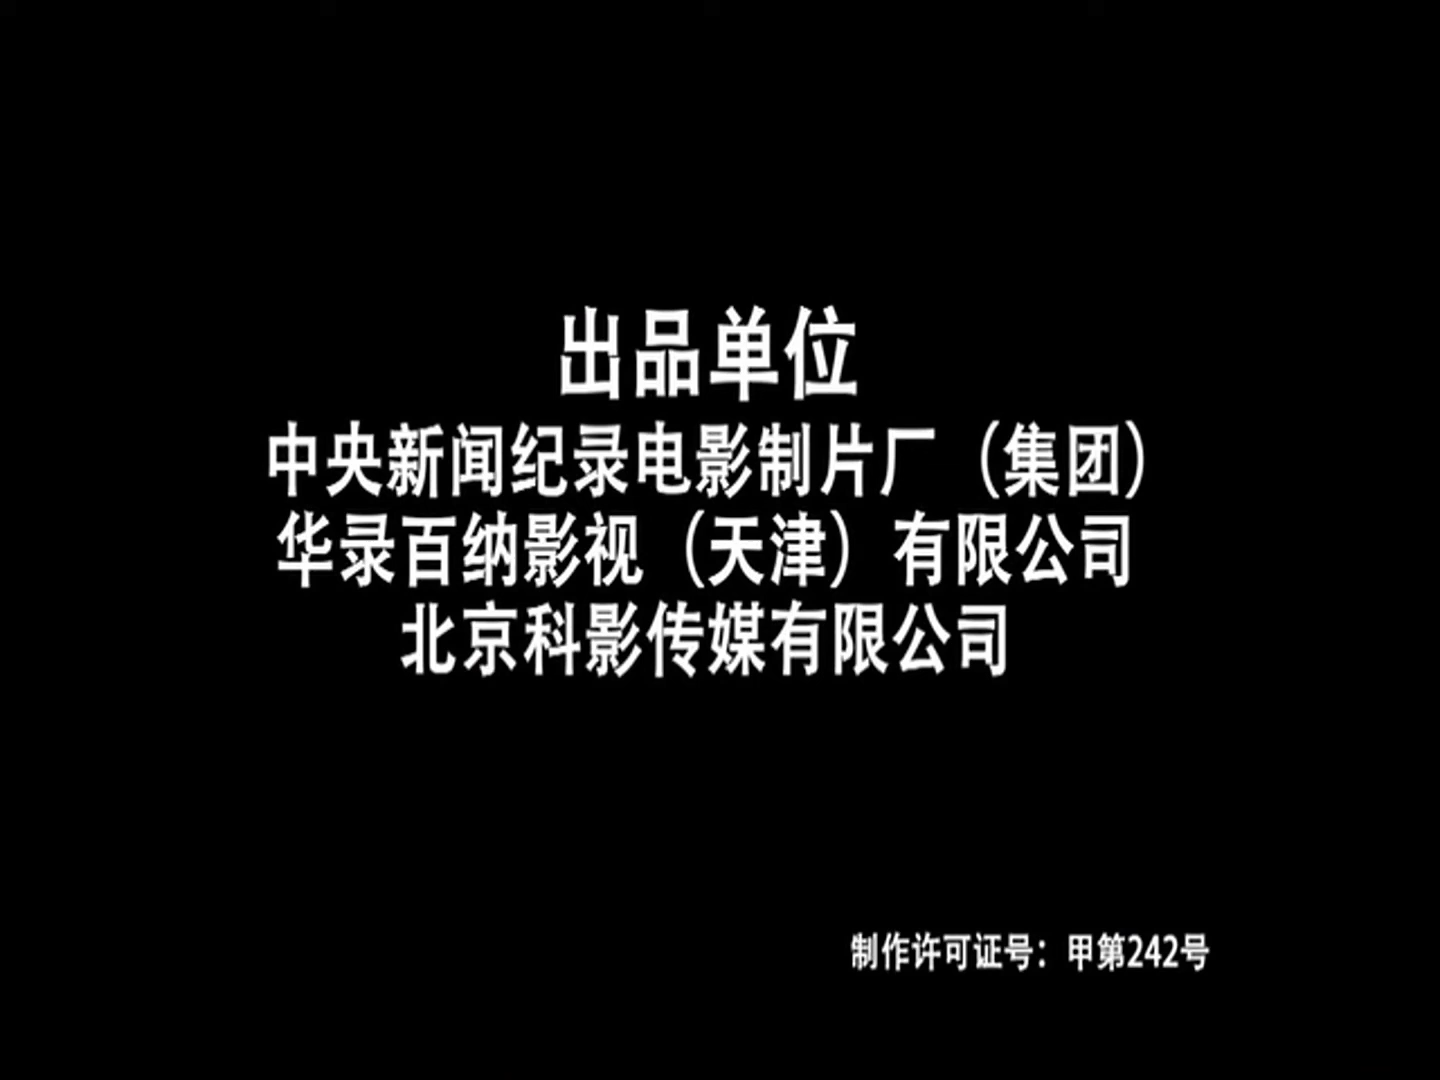 出品单位
中央新闻纪录电影制片厂（集团）
华录百纳影视（天津）有限公司
北京科影传媒有限公司
制作许可证号：甲第242号